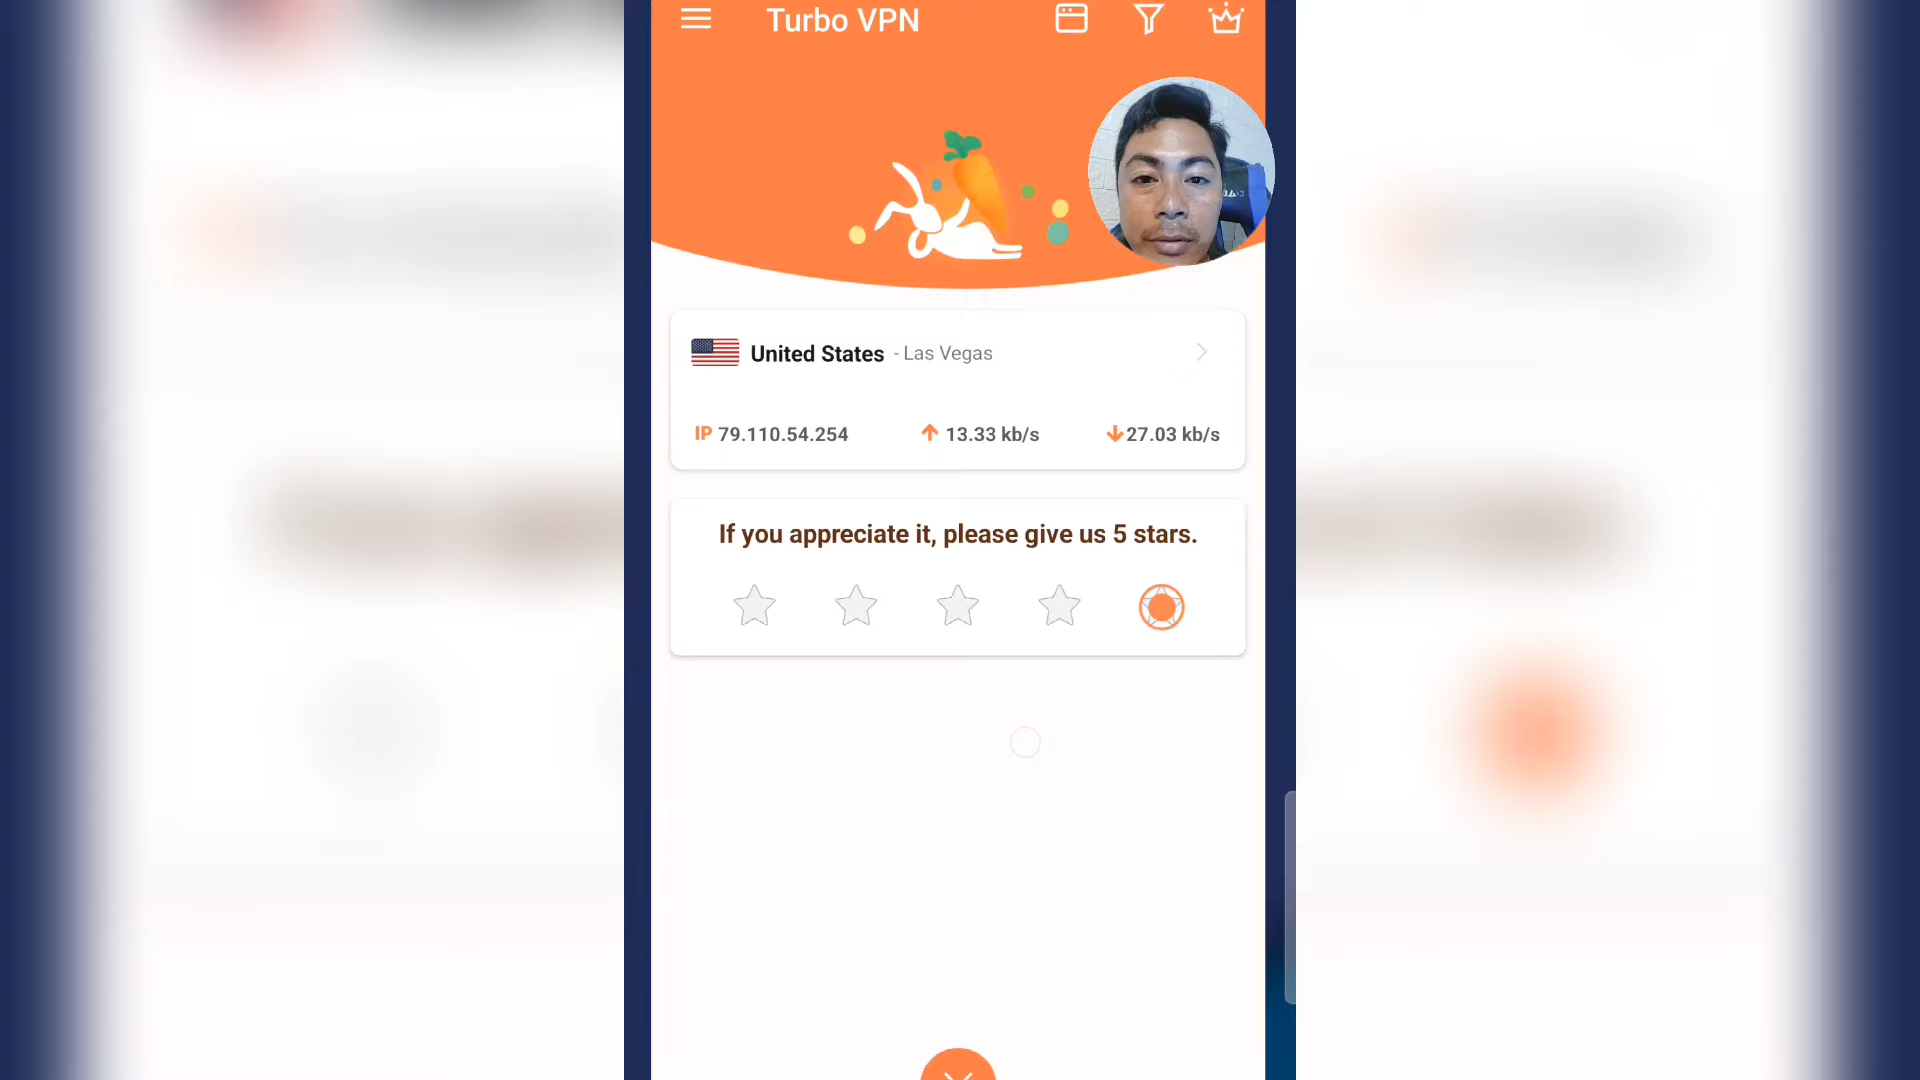 Turbo VPN
United States - Las Vegas
IP 79.110.54.254 13.33 kb/s 27.03 kb/s
If you appreciate it, please give us 5 stars.